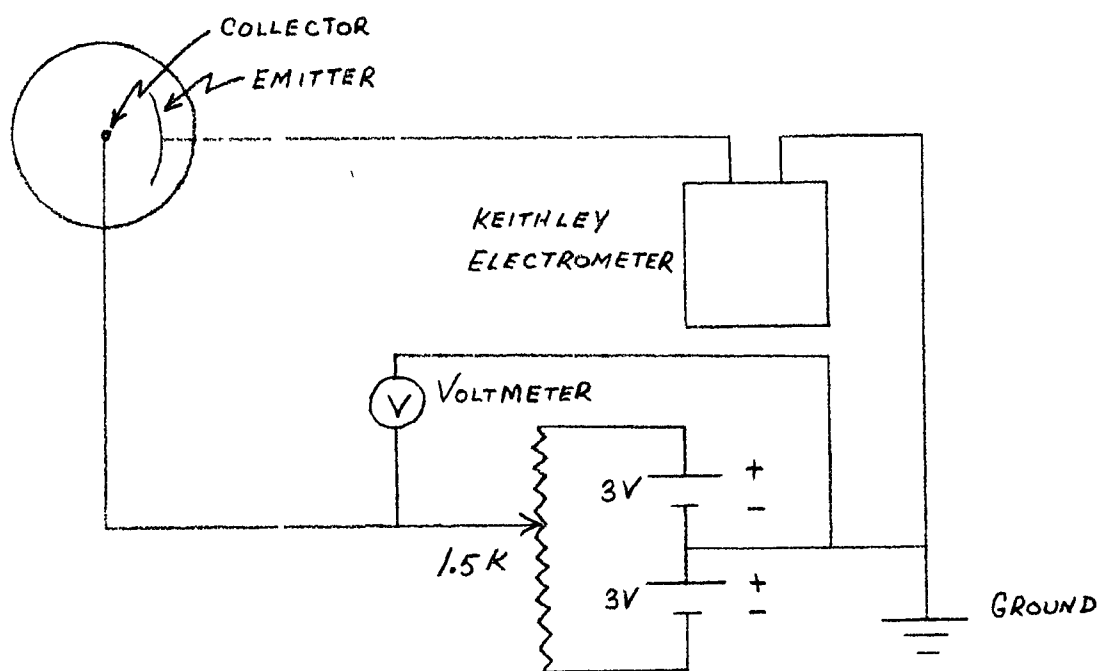 COLLECTOR
EMITTER
KEITHLEY
ELECTROMETER
V VOLTMETER
3V + -
1.5K
3V + -
GROUND